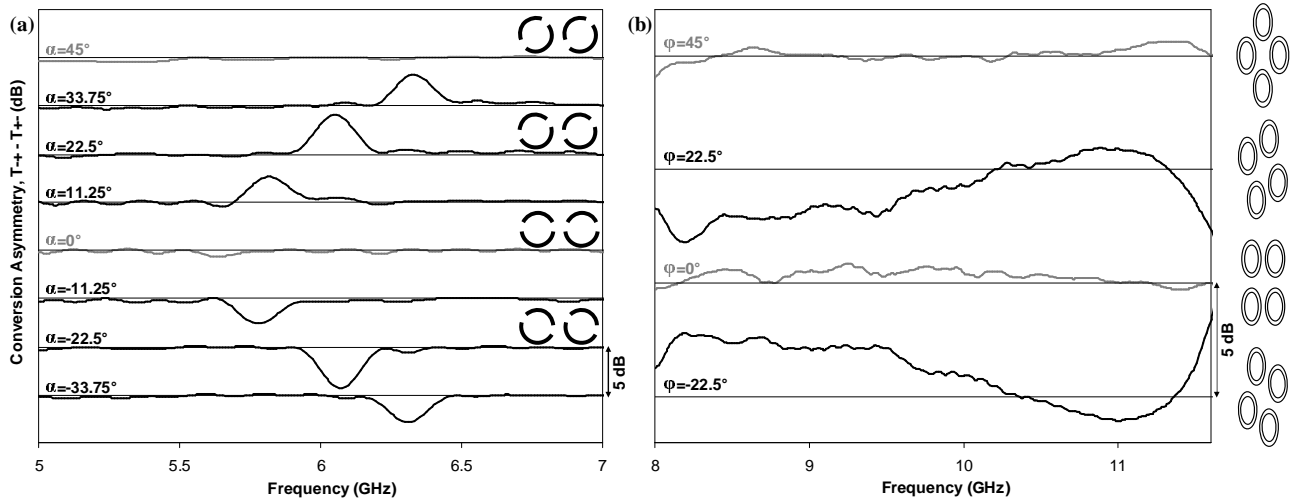 (a)
Conversion Asymmetry, T-+ - T+- (dB)
α=45°
α=33.75°
α=22.5°
α=11.25°
α=0°
α=-11.25°
α=-22.5°
α=-33.75°
5 dB
5 5.5 6 6.5 7
Frequency (GHz)
(b)
φ=45°
φ=22.5°
φ=0°
φ=-22.5°
5 dB
8 9 10 11
Frequency (GHz)